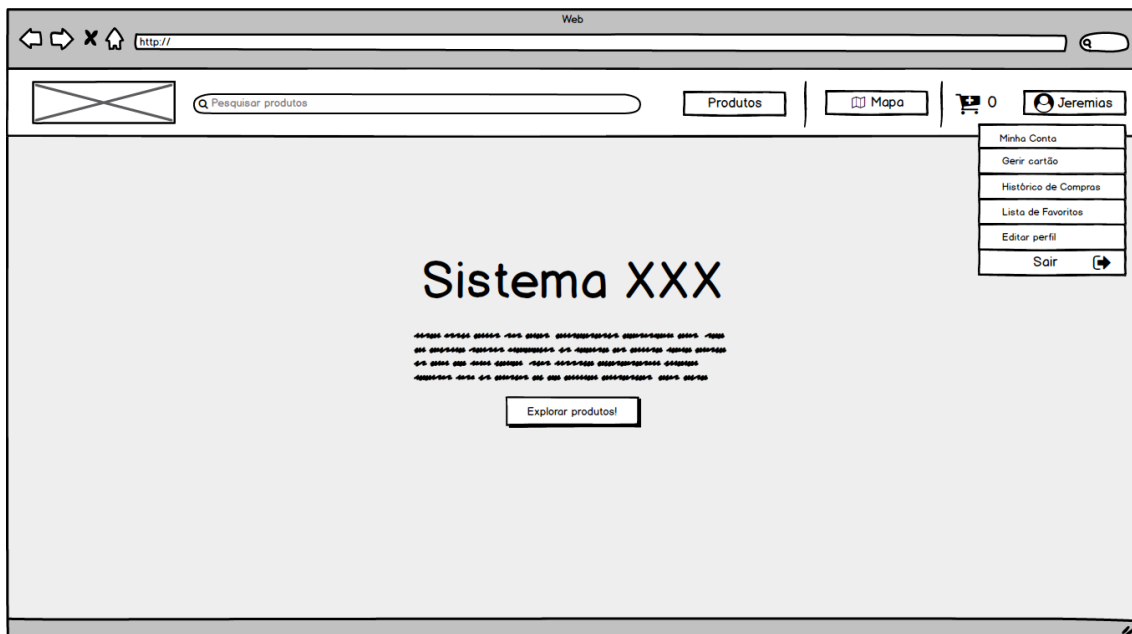 Web
http://
Pesquisar produtos
Produtos
Mapa
0
Jeremias
Minha Conta
Gerir cartão
Histórico de Compras
Lista de Favoritos
Editar perfil
Sair
Sistema XXX
Explorar produtos!